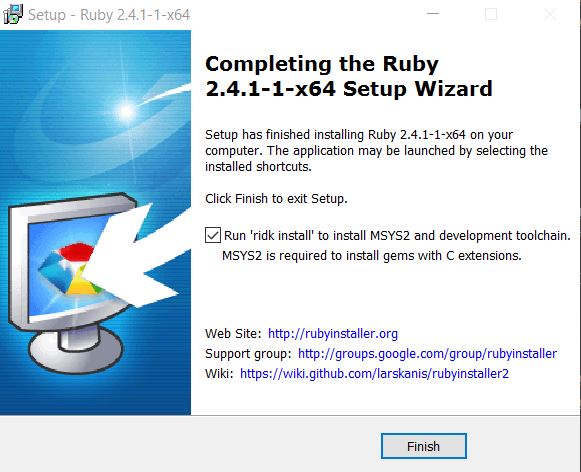 Setup - Ruby 2.4.1-1-x64
Completing the Ruby
2.4.1-1-x64 Setup Wizard
Setup has finished installing Ruby 2.4.1-1-x64 on your
computer. The application may be launched by selecting the
installed shortcuts.
Click Finish to exit Setup.
Run 'ridk install' to install MSYS2 and development toolchain.
MSYS2 is required to install gems with C extensions.
Web Site: http://rubyinstaller.org
Support group: http://groups.google.com/group/rubyinstaller
Wiki: https://wiki.github.com/larskanis/rubyinstaller2
Finish